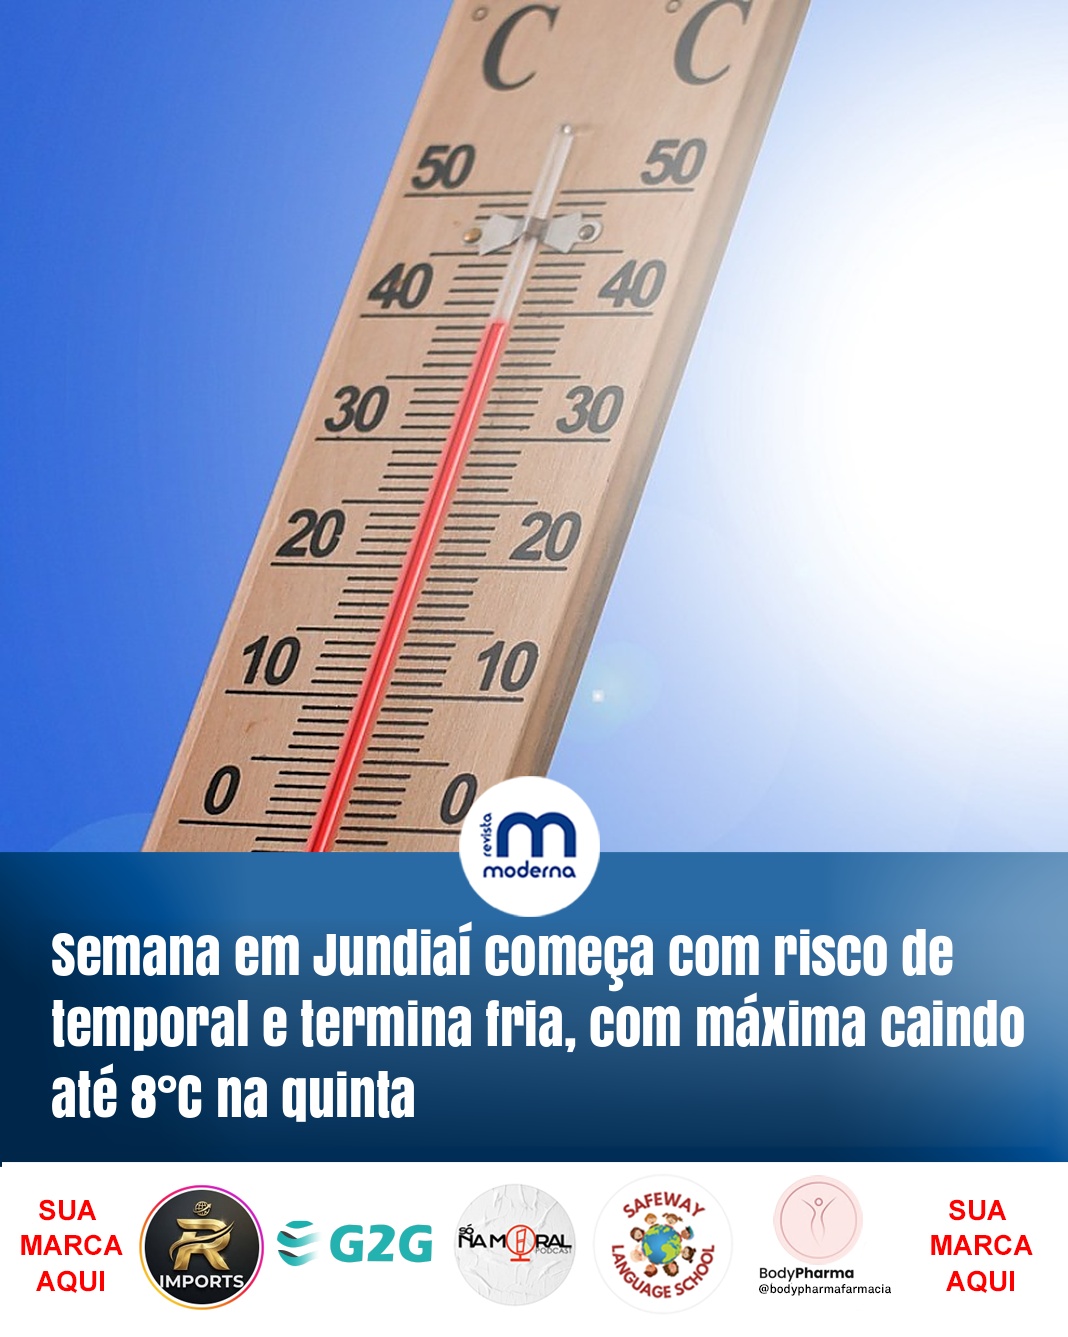 °C °C
50 50
40 40
30 30
20 20
10 10
0 0
revista
m
moderna
Semana em Jundiaí começa com risco de
temporal e termina fria, com máxima caindo
até 8°C na quinta
SUA
MARCA
AQUI
R
IMPORTS
G2G
SÓ
NA MORAL
PODCAST
SAFEWAY
LANGUAGE SCHOOL
BodyPharma
@bodypharmafarmacia
SUA
MARCA
AQUI